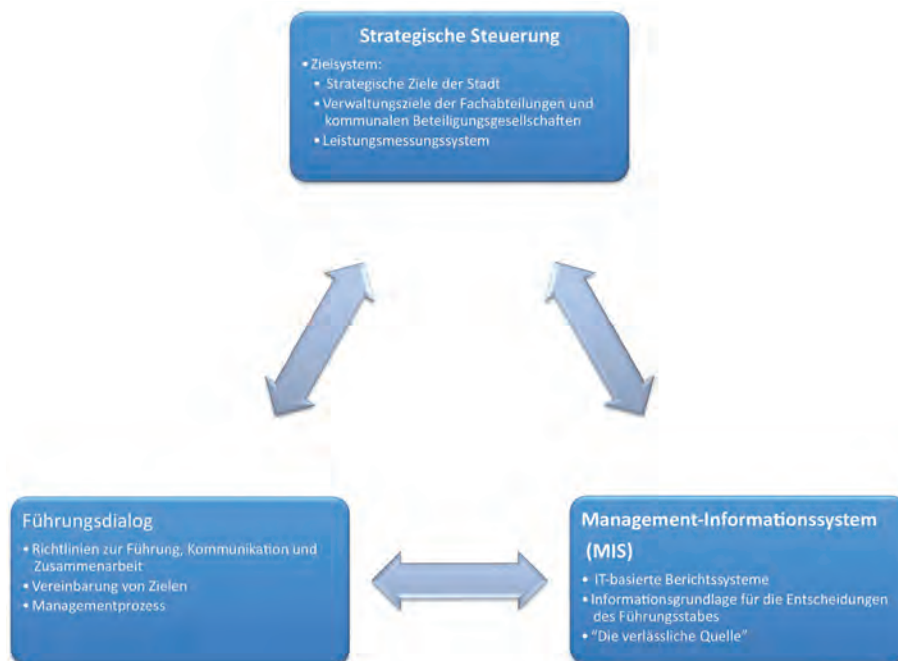 Strategische Steuerung
• Zielsystem:
• Strategische Ziele der Stadt
• Verwaltungsziele der Fachabteilungen und
kommunalen Beteiligungsgesellschaften
• Leistungsmessungssystem
Führungsdialog
• Richtlinien zur Führung, Kommunikation und
Zusammenarbeit
• Vereinbarung von Zielen
• Managementprozess
Management-Informationssystem
(MIS)
• IT-basierte Berichtssysteme
• Informationsgrundlage für die Entscheidungen
des Führungsstabes
• "Die verlässliche Quelle"